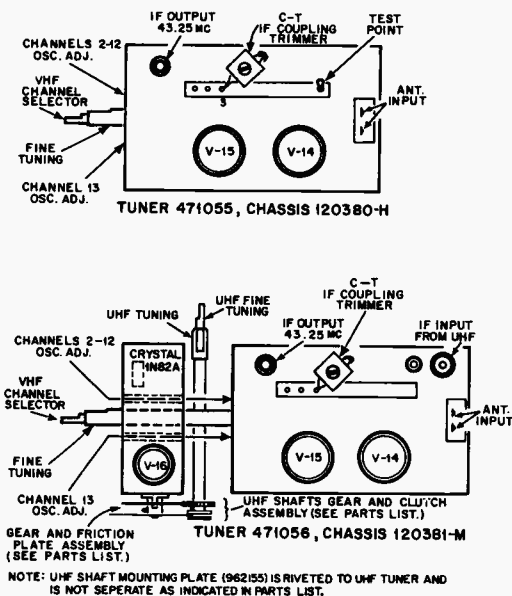 IF OUTPUT
43.25 MC
C-T
IF COUPLING
TRIMMER
TEST
POINT
CHANNELS 2-12
OSC. ADJ.
VHF
CHANNEL
SELECTOR
FINE
TUNING
CHANNEL 13
OSC. ADJ.
3
V-15
V-14
ANT.
INPUT
TUNER 471055, CHASSIS 120380-H
UHF TUNING
UHF FINE
TUNING
C-T
IF COUPLING
TRIMMER
IF OUTPUT
43.25 MC
IF INPUT
FROM UHF
CHANNELS 2-12
OSC. ADJ.
CRYSTAL
1N82A
VHF
CHANNEL
SELECTOR
FINE
TUNING
V-16
V-15
V-14
ANT.
INPUT
CHANNEL 13
OSC. ADJ.
UHF SHAFTS GEAR AND CLUTCH
ASSEMBLY (SEE PARTS LIST.)
GEAR AND FRICTION
PLATE ASSEMBLY
(SEE PARTS LIST.)
TUNER 471056, CHASSIS 120381-M
NOTE: UHF SHAFT MOUNTING PLATE (962155) IS RIVETED TO UHF TUNER AND
IS NOT SEPERATE AS INDICATED IN PARTS LIST.